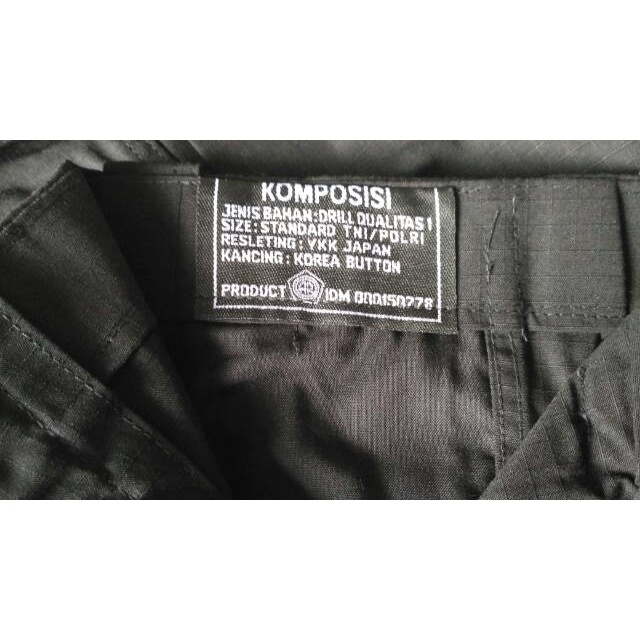 KOMPOSISI
JENIS BAHAN:DRILL QUALITAS 1
SIZE: STANDARD TNI/POLRI
RESLETING: YKK JAPAN
KANCING: KOREA BUTTON
PRODUCT IDM 000150778